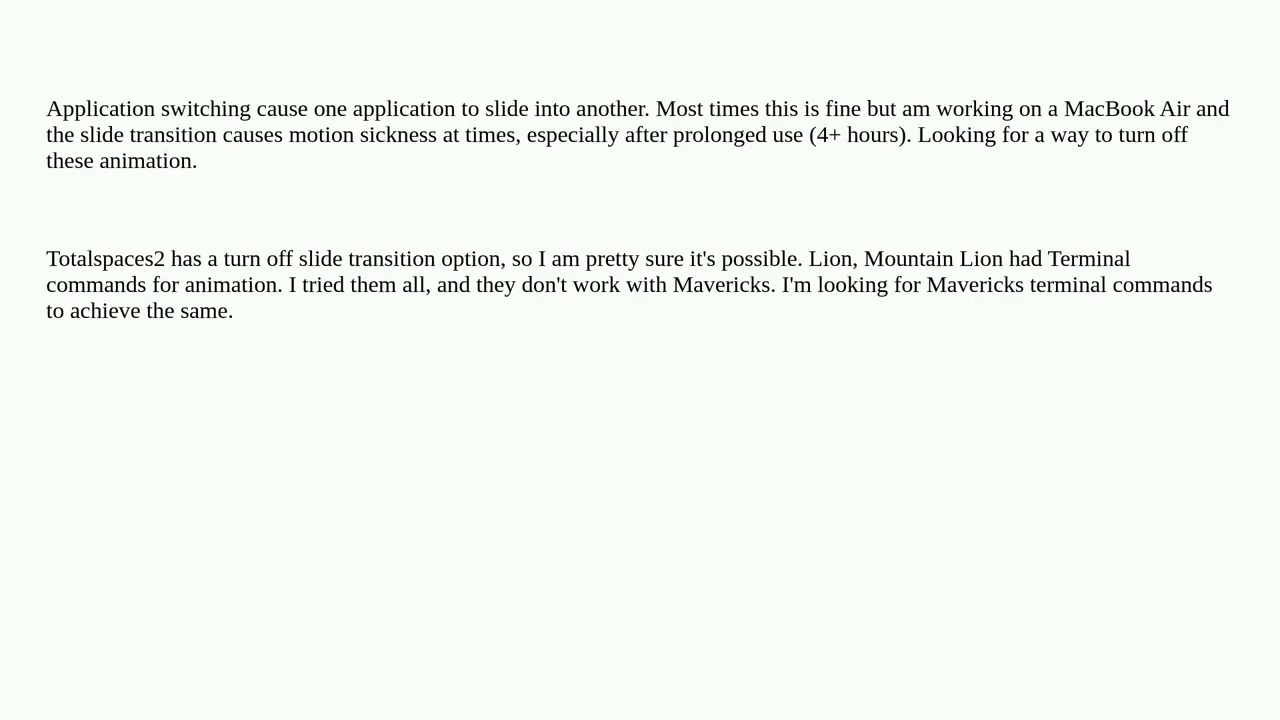 Application switching cause one application to slide into another. Most times this is fine but am working on a MacBook Air and
the slide transition causes motion sickness at times, especially after prolonged use (4+ hours). Looking for a way to turn off
these animation.
Totalspaces2 has a turn off slide transition option, so I am pretty sure it's possible. Lion, Mountain Lion had Terminal
commands for animation. I tried them all, and they don't work with Mavericks. I'm looking for Mavericks terminal commands
to achieve the same.